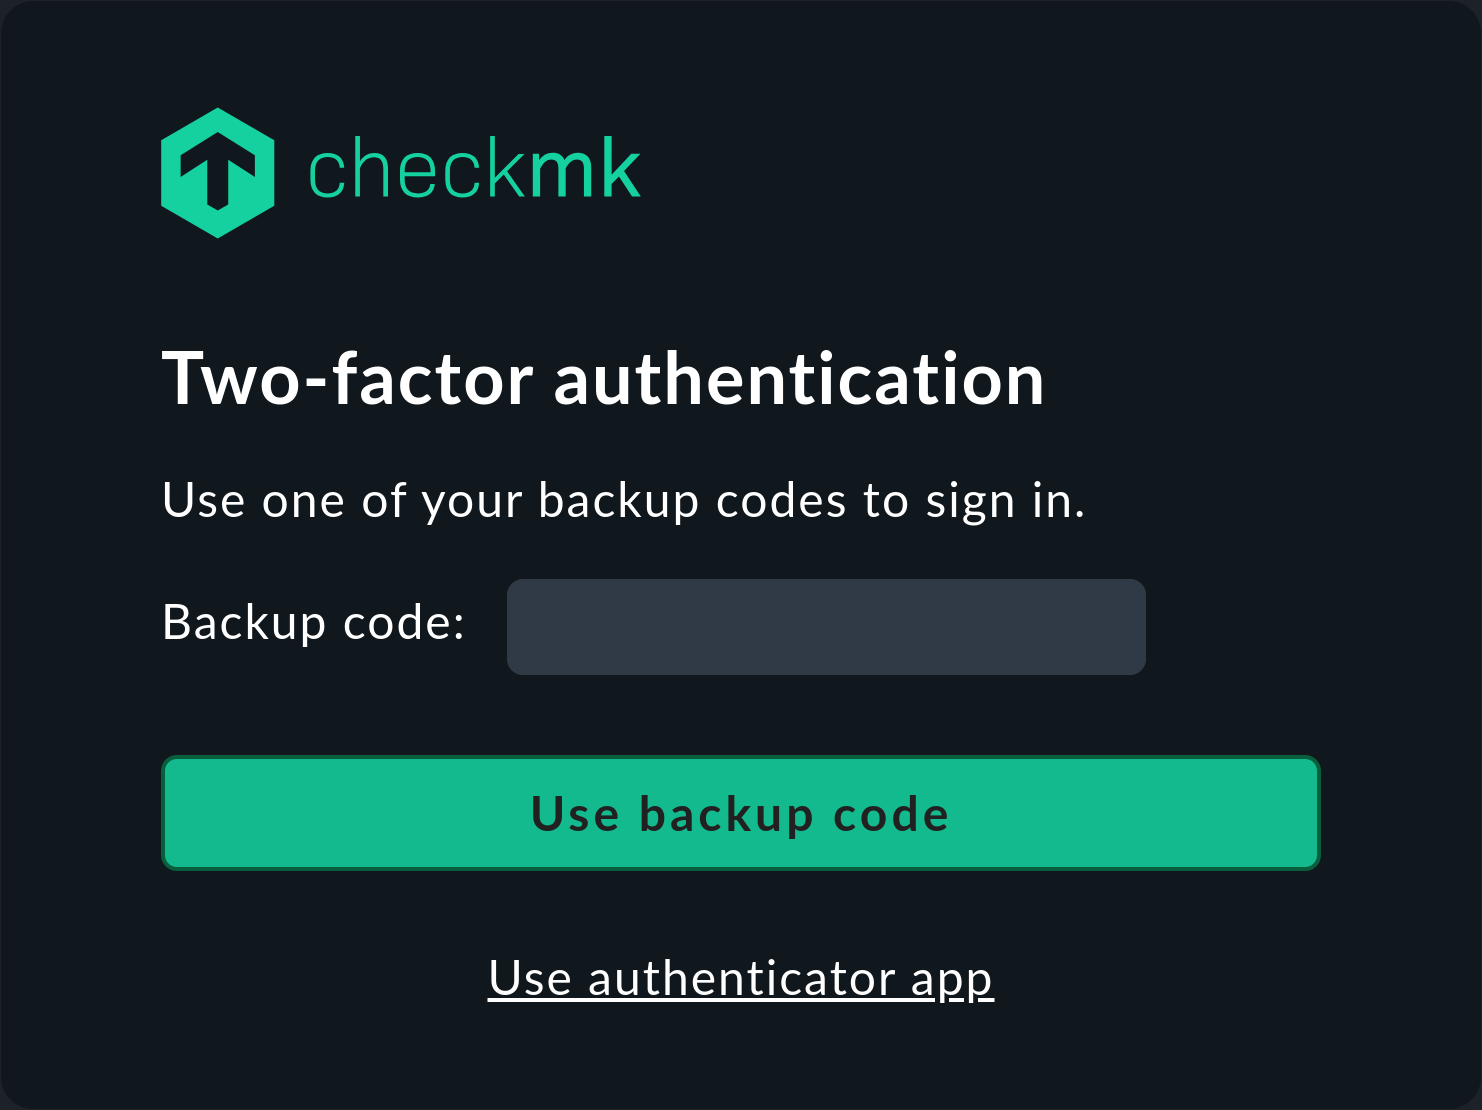 checkmk
Two-factor authentication
Use one of your backup codes to sign in.
Backup code:
Use backup code
Use authenticator app